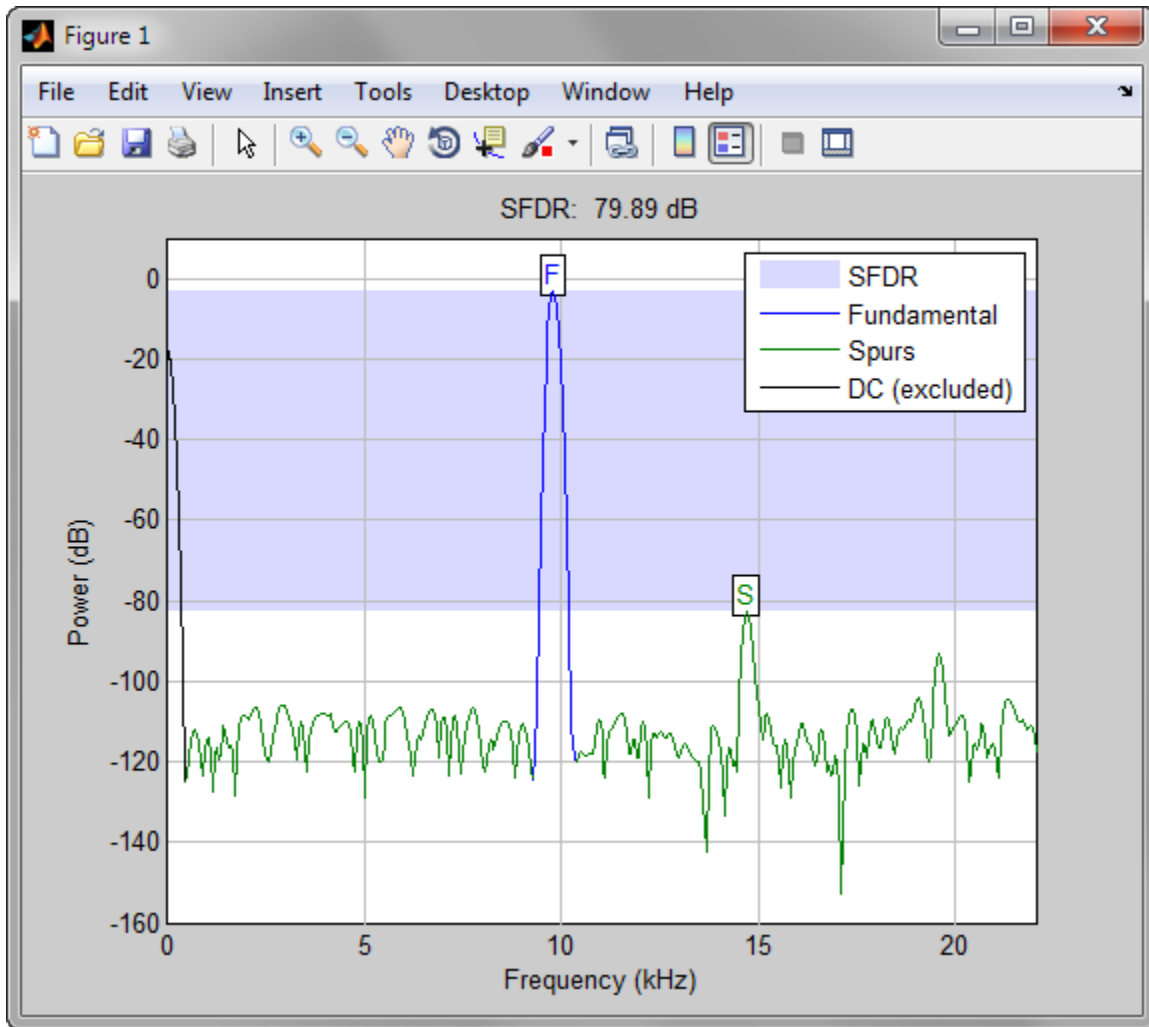 Figure 1
File Edit View Insert Tools Desktop Window Help
SFDR: 79.89 dB
F
SFDR
Fundamental
Spurs
DC (excluded)
S
0
-20
-40
-60
-80
-100
-120
-140
-160
Power (dB)
0 5 10 15 20
Frequency (kHz)